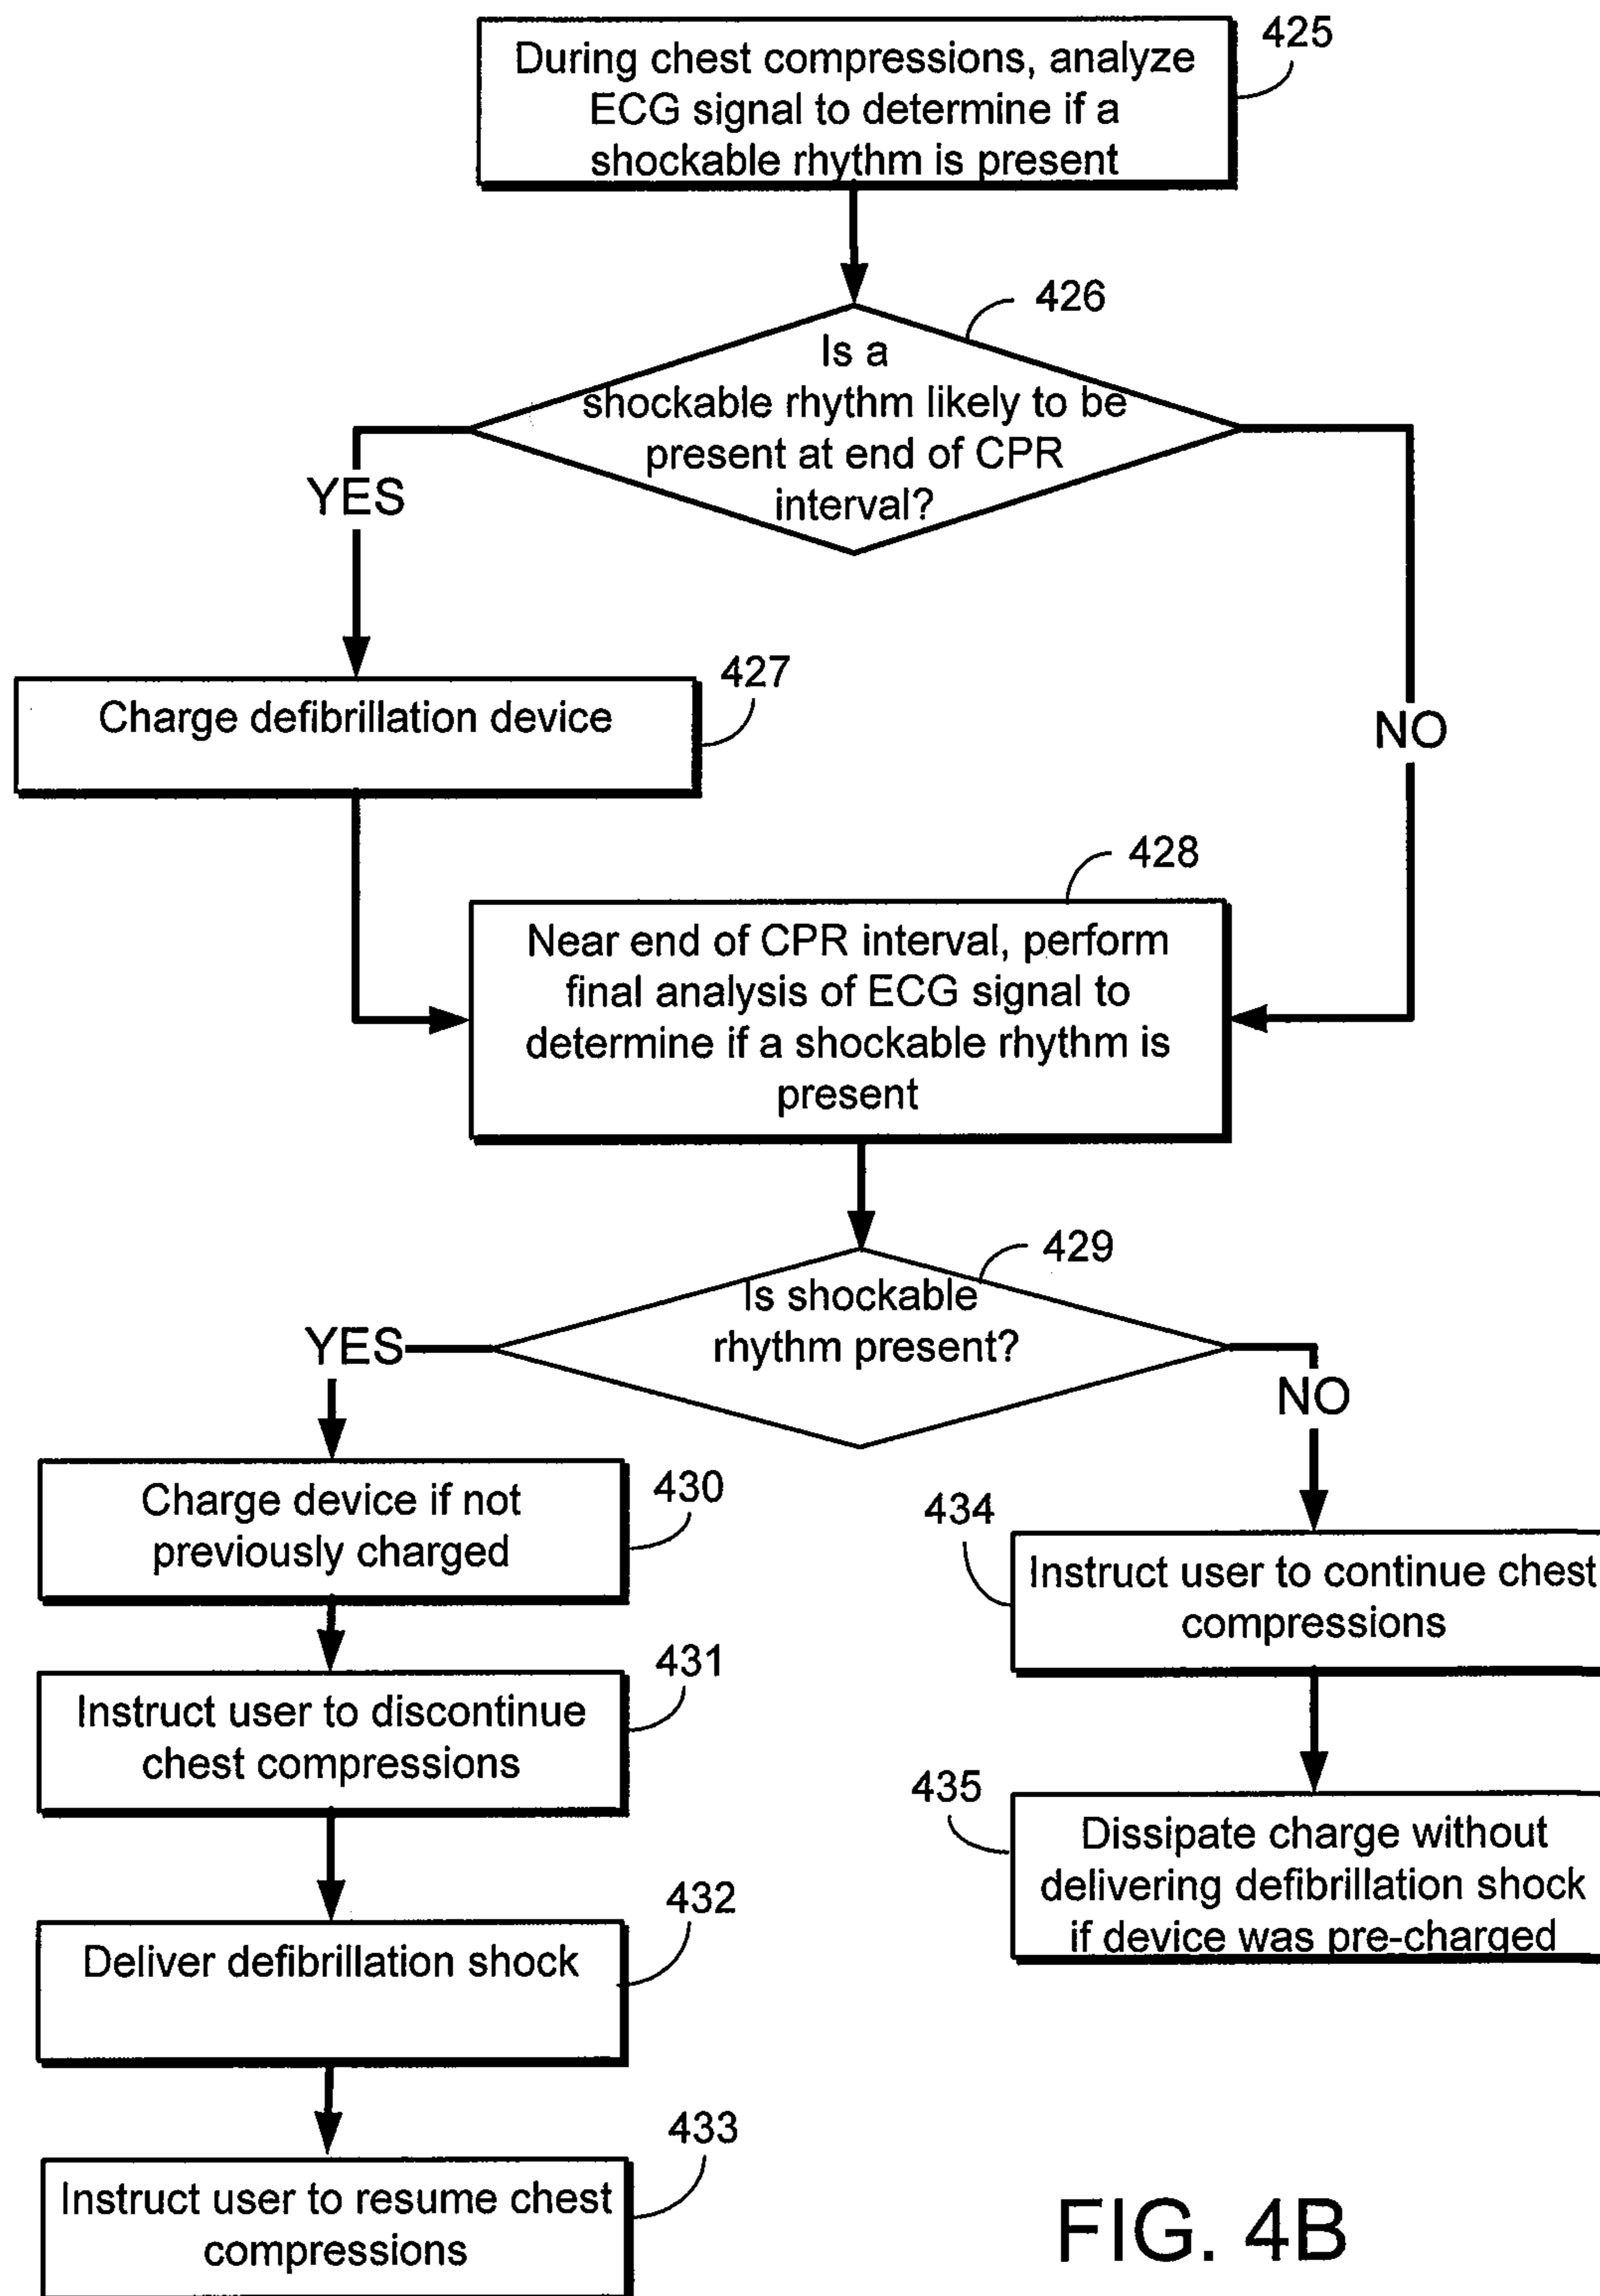 425
During chest compressions, analyze
ECG signal to determine if a
shockable rhythm is present
426
Is a
shockable rhythm likely to be
present at end of CPR
interval?
YES
NO
427
Charge defibrillation device
428
Near end of CPR interval, perform
final analysis of ECG signal to
determine if a shockable rhythm is
present
429
Is shockable
rhythm present?
YES
NO
430
Charge device if not
previously charged
434
Instruct user to continue chest
compressions
431
Instruct user to discontinue
chest compressions
435
Dissipate charge without
delivering defibrillation shock
if device was pre-charged
432
Deliver defibrillation shock
433
Instruct user to resume chest
compressions
FIG. 4B